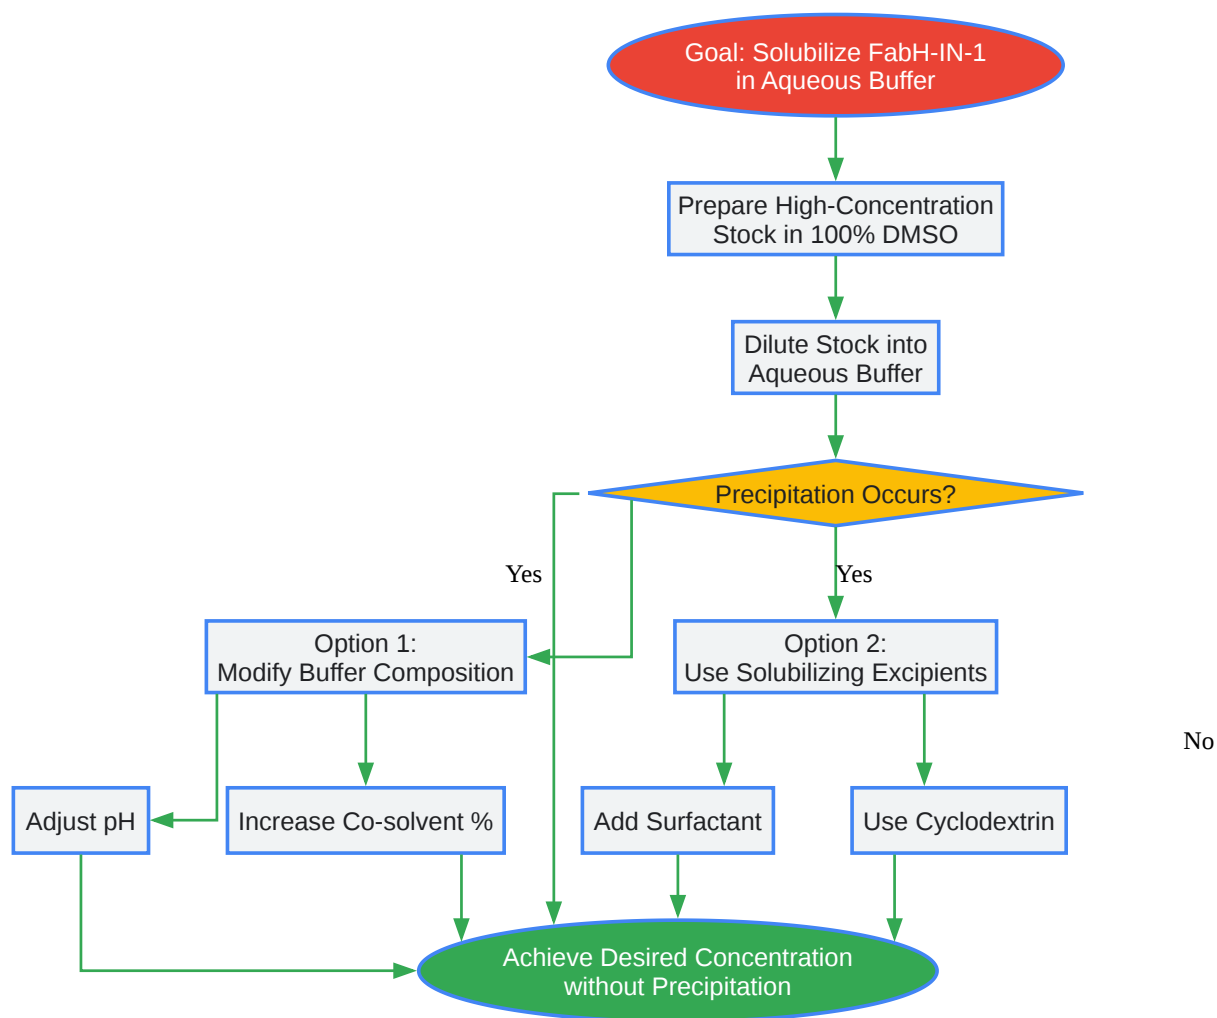 Goal: Solubilize FabH-IN-1
in Aqueous Buffer
Prepare High-Concentration
Stock in 100% DMSO
Dilute Stock into
Aqueous Buffer
Precipitation Occurs?
Yes
Yes
Option 1:
Modify Buffer Composition
Option 2:
Use Solubilizing Excipients
No
Adjust pH
Increase Co-solvent %
Add Surfactant
Use Cyclodextrin
Achieve Desired Concentration
without Precipitation